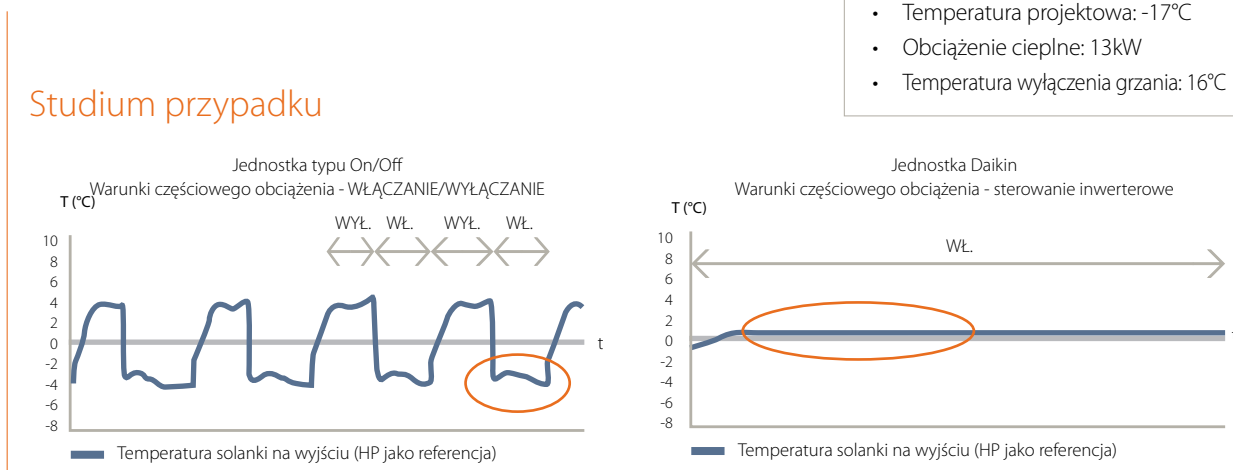 • Temperatura projektowa: -17°C
• Obciążenie cieplne: 13kW
• Temperatura wyłączenia grzania: 16°C
Studium przypadku
Jednostka typu On/Off
Warunki częściowego obciążenia - WŁĄCZANIE/WYŁĄCZANIE
T (°C)
WYŁ. WŁ. WYŁ. WŁ.
10
8
6
4
2
0
-2
-4
-6
-8
t
Temperatura solanki na wyjściu (HP jako referencja)
Jednostka Daikin
Warunki częściowego obciążenia - sterowanie inwerterowe
T (°C)
WŁ.
10
8
6
4
2
0
-2
-4
-6
-8
Temperatura solanki na wyjściu (HP jako referencja)